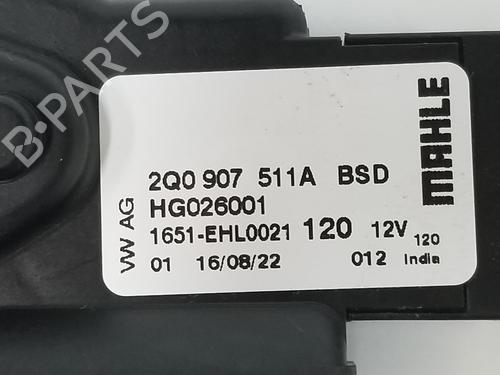 2Q0 907 511A BSD
HG026001
1651-EHL0021 120 12V 120
01 16/08/22 012 India
VW AG
MAHLE
B-PARTS